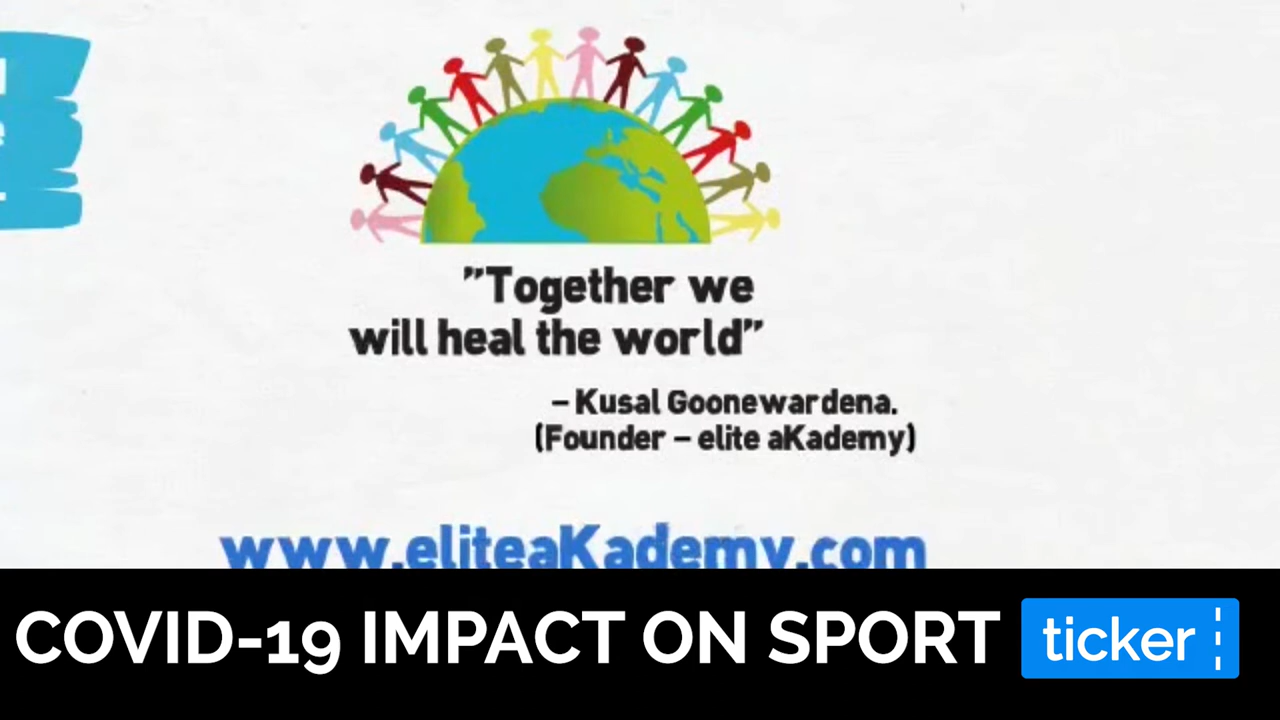 ”Together we
will heal the world”
– Kusal Goonewardena.
(Founder – elite aKademy)
www.eliteaKademy.com
COVID-19 IMPACT ON SPORT
ticker